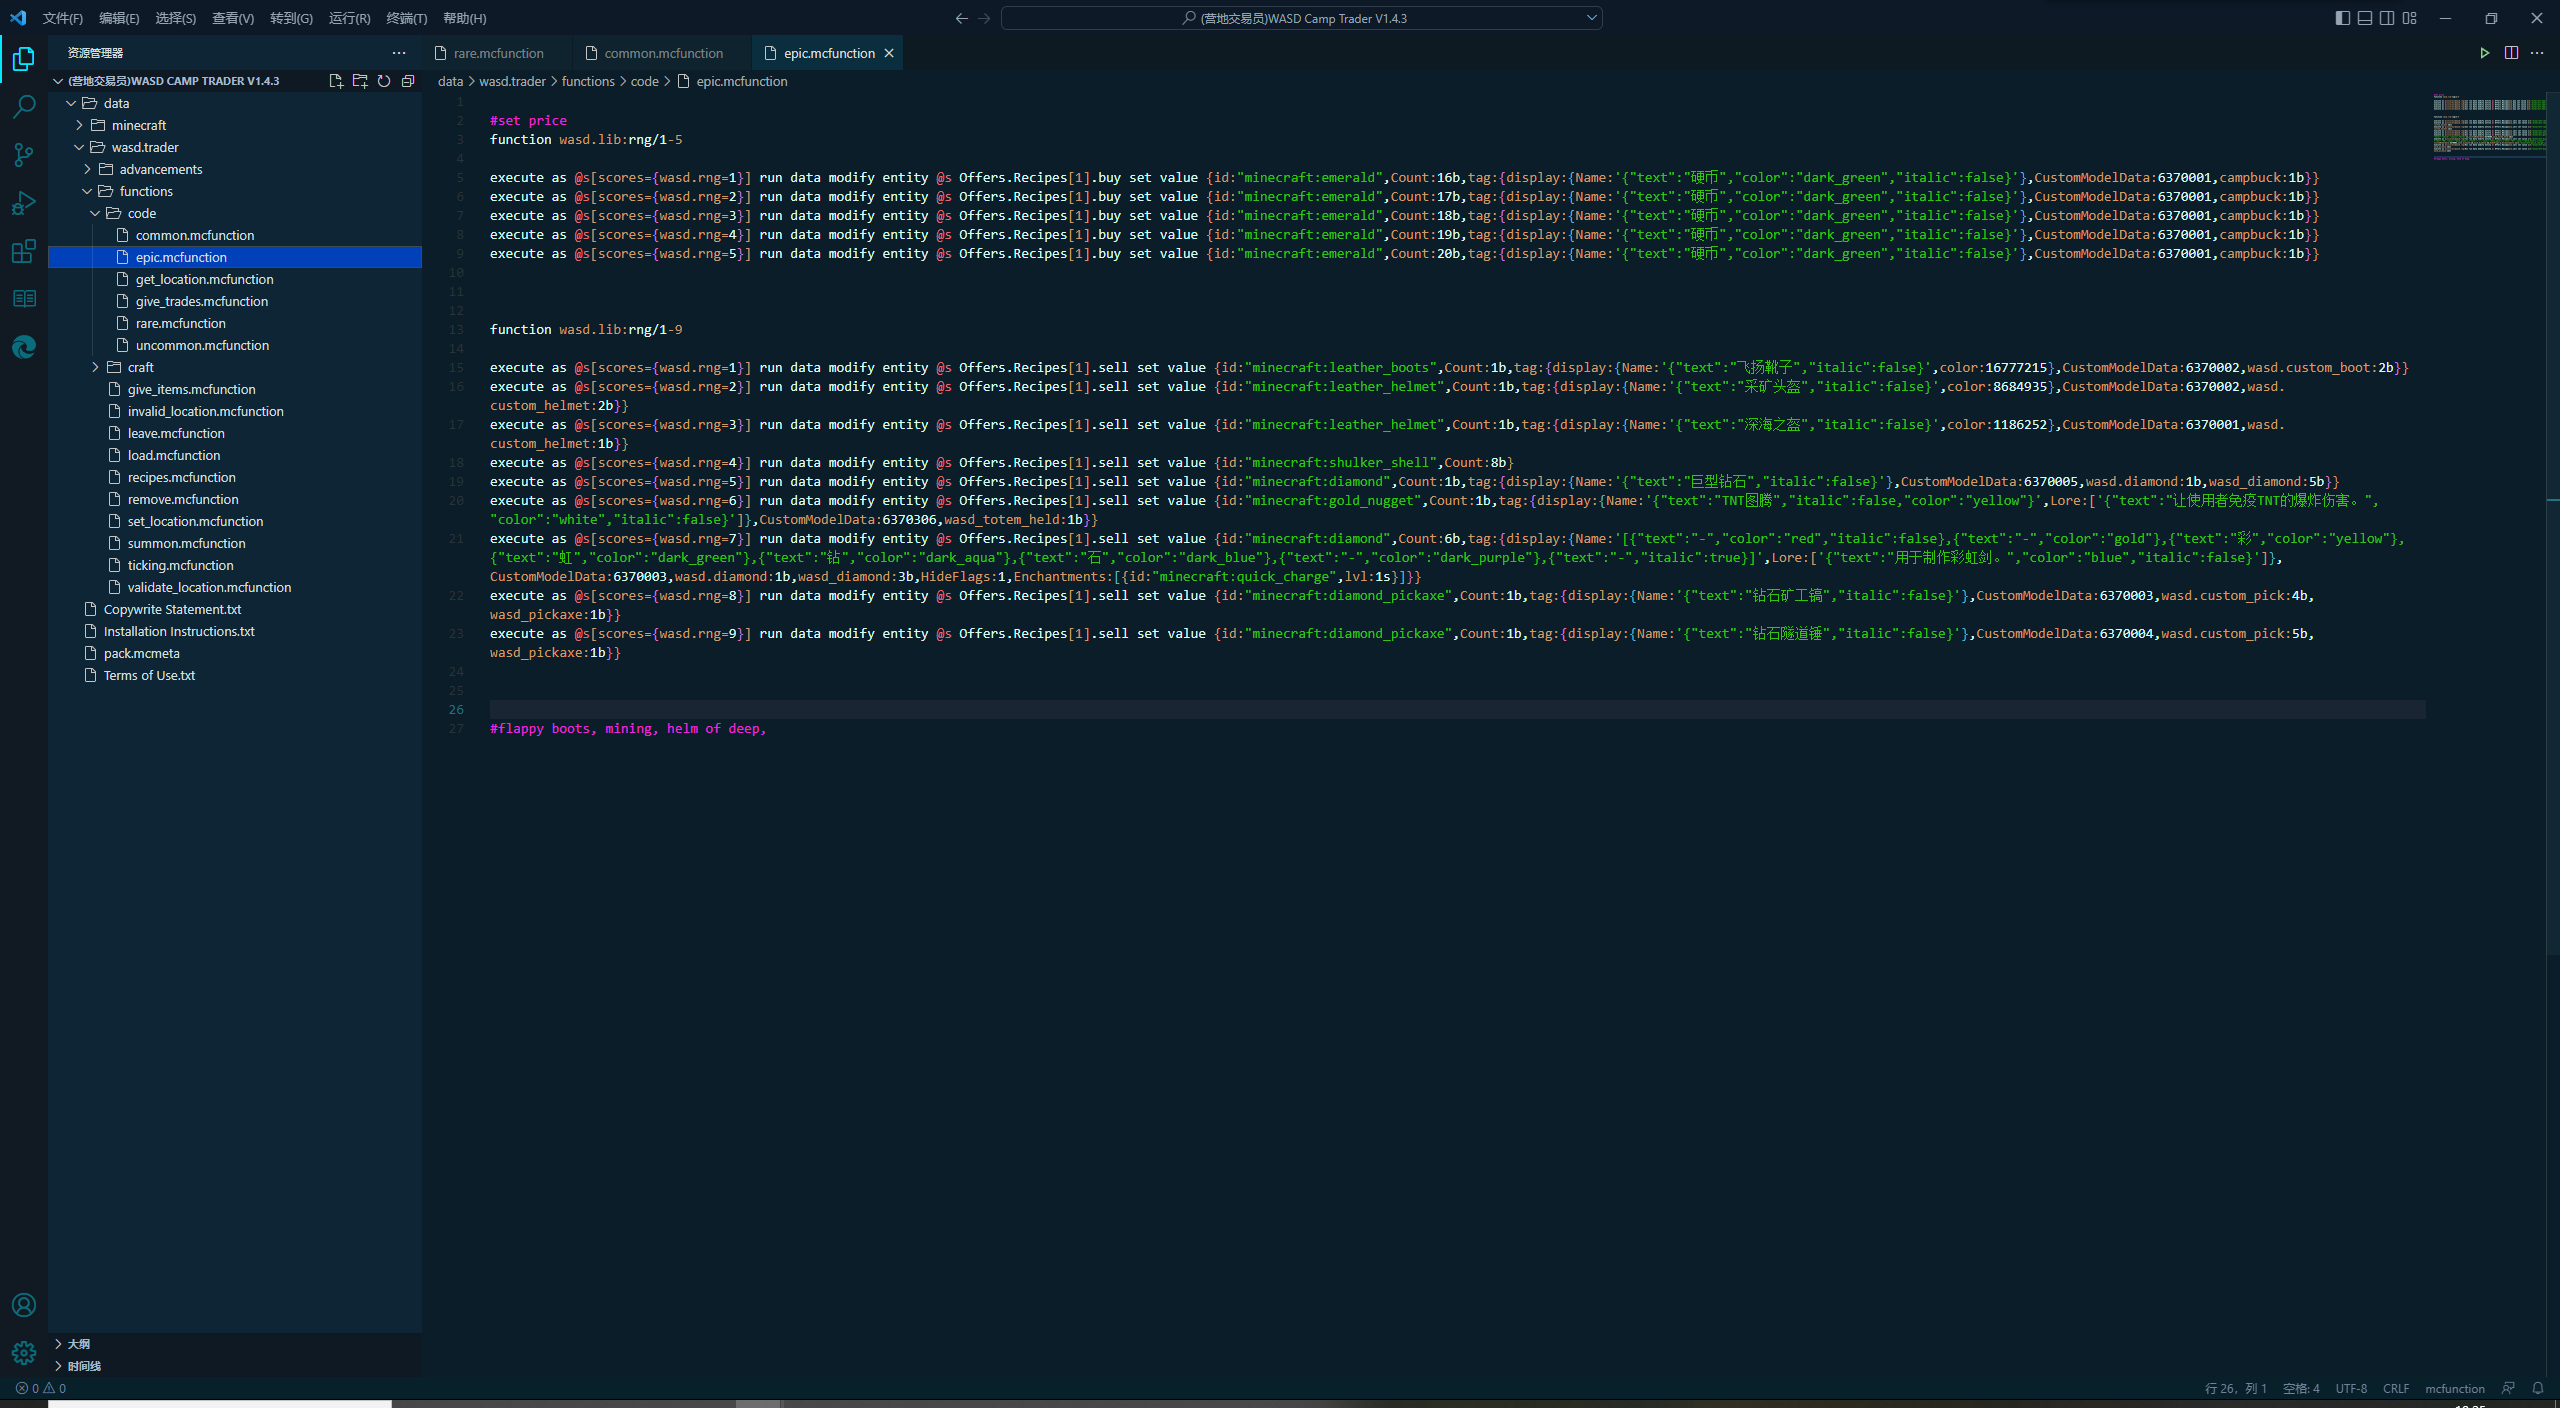 文件(F) 编辑(E) 选择(S) 查看(V) 转到(G) 运行(R) 终端(T) 帮助(H)
(营地交易员)WASD Camp Trader V1.4.3
资源管理器
rare.mcfunction
common.mcfunction
epic.mcfunction
(营地交易员)WASD CAMP TRADER V1.4.3
data
minecraft
wasd.trader
advancements
functions
code
common.mcfunction
epic.mcfunction
get_location.mcfunction
give_trades.mcfunction
rare.mcfunction
uncommon.mcfunction
craft
give_items.mcfunction
invalid_location.mcfunction
leave.mcfunction
load.mcfunction
recipes.mcfunction
remove.mcfunction
set_location.mcfunction
summon.mcfunction
ticking.mcfunction
validate_location.mcfunction
Copywrite Statement.txt
Installation Instructions.txt
pack.mcmeta
Terms of Use.txt
大纲
时间线
data > wasd.trader > functions > code > epic.mcfunction
1
2 #set price
3 function wasd.lib:rng/1-5
4
5 execute as @s[scores={wasd.rng=1}] run data modify entity @s Offers.Recipes[1].buy set value {id:"minecraft:emerald",Count:16b,tag:{display:{Name:'{"text":"硬币","color":"dark_green","italic":false}'},CustomModelData:6370001,campbuck:1b}}
6 execute as @s[scores={wasd.rng=2}] run data modify entity @s Offers.Recipes[1].buy set value {id:"minecraft:emerald",Count:17b,tag:{display:{Name:'{"text":"硬币","color":"dark_green","italic":false}'},CustomModelData:6370001,campbuck:1b}}
7 execute as @s[scores={wasd.rng=3}] run data modify entity @s Offers.Recipes[1].buy set value {id:"minecraft:emerald",Count:18b,tag:{display:{Name:'{"text":"硬币","color":"dark_green","italic":false}'},CustomModelData:6370001,campbuck:1b}}
8 execute as @s[scores={wasd.rng=4}] run data modify entity @s Offers.Recipes[1].buy set value {id:"minecraft:emerald",Count:19b,tag:{display:{Name:'{"text":"硬币","color":"dark_green","italic":false}'},CustomModelData:6370001,campbuck:1b}}
9 execute as @s[scores={wasd.rng=5}] run data modify entity @s Offers.Recipes[1].buy set value {id:"minecraft:emerald",Count:20b,tag:{display:{Name:'{"text":"硬币","color":"dark_green","italic":false}'},CustomModelData:6370001,campbuck:1b}}
10
11
12
13 function wasd.lib:rng/1-9
14
15 execute as @s[scores={wasd.rng=1}] run data modify entity @s Offers.Recipes[1].sell set value {id:"minecraft:leather_boots",Count:1b,tag:{display:{Name:'{"text":"飞扬靴子","italic":false}',color:16777215},CustomModelData:6370002,wasd.custom_boot:2b}}
16 execute as @s[scores={wasd.rng=2}] run data modify entity @s Offers.Recipes[1].sell set value {id:"minecraft:leather_helmet",Count:1b,tag:{display:{Name:'{"text":"采矿头盔","italic":false}',color:8684935},CustomModelData:6370002,wasd.
custom_helmet:2b}}
17 execute as @s[scores={wasd.rng=3}] run data modify entity @s Offers.Recipes[1].sell set value {id:"minecraft:leather_helmet",Count:1b,tag:{display:{Name:'{"text":"深海之盔","italic":false}',color:1186252},CustomModelData:6370001,wasd.
custom_helmet:1b}}
18 execute as @s[scores={wasd.rng=4}] run data modify entity @s Offers.Recipes[1].sell set value {id:"minecraft:shulker_shell",Count:8b}
19 execute as @s[scores={wasd.rng=5}] run data modify entity @s Offers.Recipes[1].sell set value {id:"minecraft:diamond",Count:1b,tag:{display:{Name:'{"text":"巨型钻石","italic":false}'},CustomModelData:6370005,wasd.diamond:1b,wasd_diamond:5b}}
20 execute as @s[scores={wasd.rng=6}] run data modify entity @s Offers.Recipes[1].sell set value {id:"minecraft:gold_nugget",Count:1b,tag:{display:{Name:'{"text":"TNT图腾","italic":false,"color":"yellow"}',Lore:['{"text":"让使用者免疫TNT的爆炸伤害。",
"color":"white","italic":false}']},CustomModelData:6370306,wasd_totem_held:1b}}
21 execute as @s[scores={wasd.rng=7}] run data modify entity @s Offers.Recipes[1].sell set value {id:"minecraft:diamond",Count:6b,tag:{display:{Name:'[{"text":"-","color":"red","italic":false},{"text":"-","color":"gold"},{"text":"彩","color":"yellow"},
{"text":"虹","color":"dark_green"},{"text":"钻","color":"dark_aqua"},{"text":"石","color":"dark_blue"},{"text":"-","color":"dark_purple"},{"text":"-","italic":true}]',Lore:['{"text":"用于制作彩虹剑。","color":"blue","italic":false}']},
CustomModelData:6370003,wasd.diamond:1b,wasd_diamond:3b,HideFlags:1,Enchantments:[{id:"minecraft:quick_charge",lvl:1s}]}}
22 execute as @s[scores={wasd.rng=8}] run data modify entity @s Offers.Recipes[1].sell set value {id:"minecraft:diamond_pickaxe",Count:1b,tag:{display:{Name:'{"text":"钻石矿工镐","italic":false}'},CustomModelData:6370003,wasd.custom_pick:4b,
wasd_pickaxe:1b}}
23 execute as @s[scores={wasd.rng=9}] run data modify entity @s Offers.Recipes[1].sell set value {id:"minecraft:diamond_pickaxe",Count:1b,tag:{display:{Name:'{"text":"钻石隧道锤","italic":false}'},CustomModelData:6370004,wasd.custom_pick:5b,
wasd_pickaxe:1b}}
24
25
26
27 #flappy boots, mining, helm of deep,
0 0
行 26，列 1 空格: 4 UTF-8 CRLF mcfunction